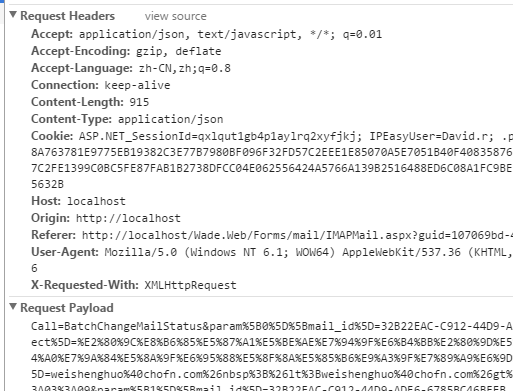 Request Headers view source
Accept: application/json, text/javascript, */*; q=0.01
Accept-Encoding: gzip, deflate
Accept-Language: zh-CN,zh;q=0.8
Connection: keep-alive
Content-Length: 915
Content-Type: application/json
Cookie: ASP.NET_SessionId=qxlqut1gb4p1aylrq2xyfjkj; IPEasyUser=David.r; .p
8A763781E9775EB19382C3E77B7980BF096F32FD57C2EEE1E85070A5E7051B40F40835876
7C2FE1399C0BC5FE87FAB1B2738DFCC04E062556424A5766A139B2516488ED6C08A1FC9BE
5632B
Host: localhost
Origin: http://localhost
Referer: http://localhost/Wade.Web/Forms/mail/IMAPMail.aspx?guid=107069bd-4
User-Agent: Mozilla/5.0 (Windows NT 6.1; WOW64) AppleWebKit/537.36 (KHTML,
6
X-Requested-With: XMLHttpRequest
Request Payload
Call=BatchChangeMailStatus&param%5B0%5D%5Bmail_id%5D=32B22EAC-C912-44D9-A
ect%5D=%E2%80%9C%E8%B6%85%E5%87%A1%E5%BE%AE%E7%94%9F%E6%B4%BB%E2%80%9D%E5
4%A0%E7%9A%84%E5%8A%9F%E6%95%88%E5%8F%8A%E5%85%B6%E9%A3%9F%E7%89%A9%E6%9D
5D=weishenghuo%40chofn.com%26nbsp%3B%26lt%3Bweishenghuo%40chofn.com%26gt%